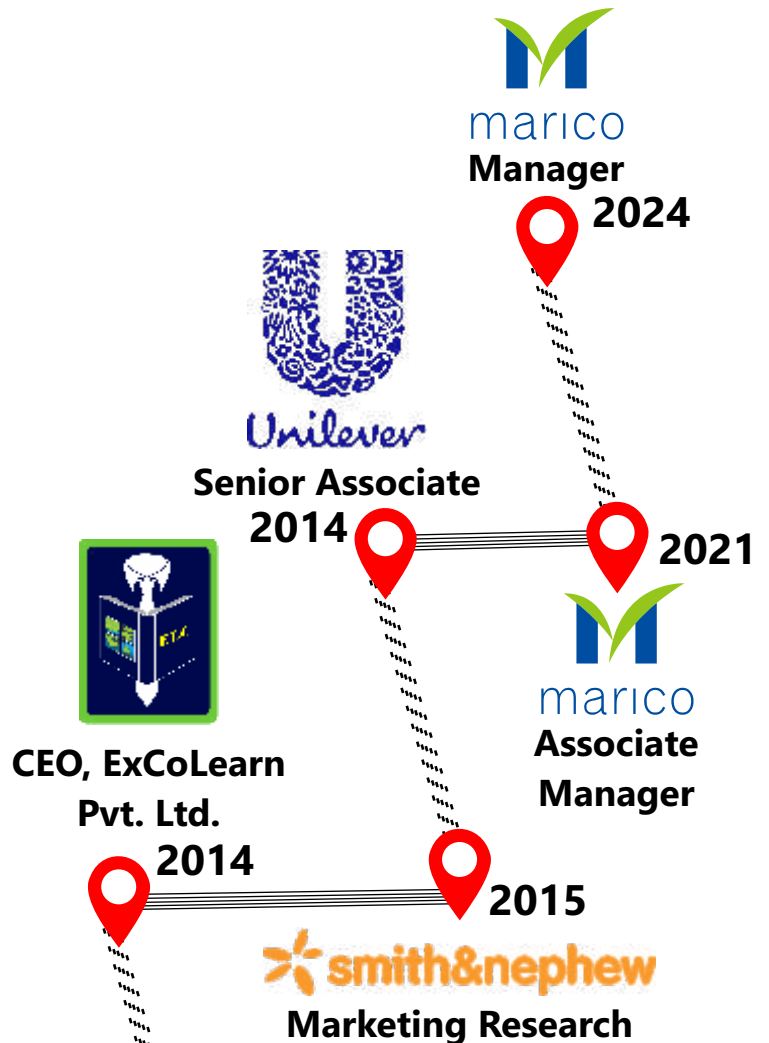 marico
Manager
2024
Unilever
Senior Associate
2014
2021
marico
Associate
Manager
CEO, ExCoLearn
Pvt. Ltd.
2014
2015
smith&nephew
Marketing Research